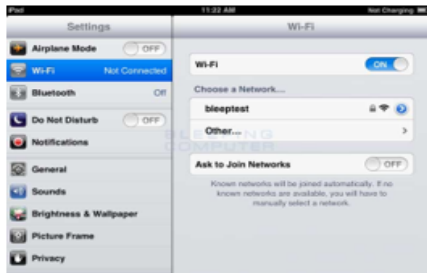 iPad
11:22 AM
Not Charging
Settings
Airplane Mode OFF
Wi-Fi Not Connected
Bluetooth Off
Do Not Disturb OFF
Notifications
General
Sounds
Brightness & Wallpaper
Picture Frame
Privacy
Wi-Fi
Wi-Fi ON
Choose a Network...
bleeptest
Other...
Ask to Join Networks OFF
Known networks will be joined automatically. If no
known networks are available, you will have to
manually select a network.
BLEEPING
COMPUTER